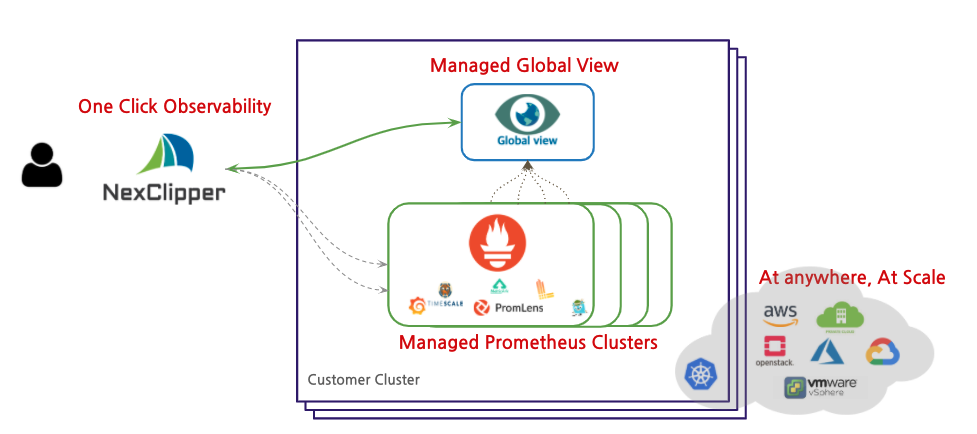 Managed Global View
One Click Observability
Global view
NexClipper
TIMESCALE
PromLens
Managed Prometheus Clusters
Customer Cluster
At anywhere, At Scale
aws
openstack.
vmware
vSphere